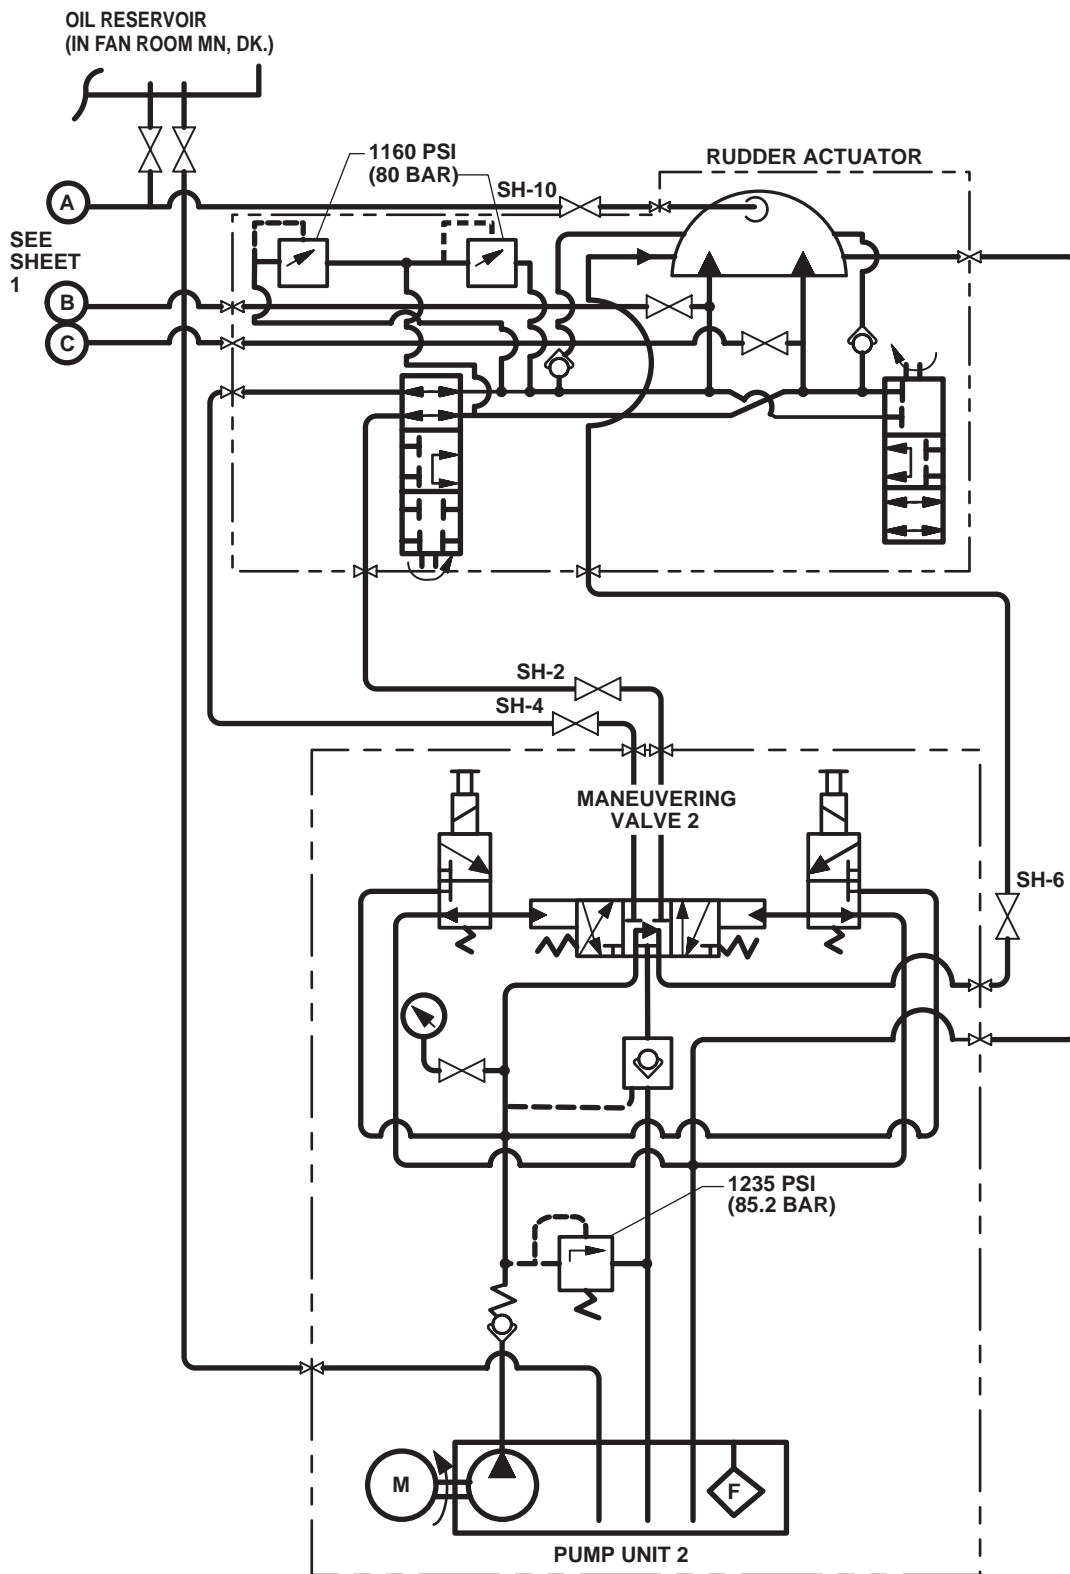 OIL RESERVOIR
(IN FAN ROOM MN, DK.)
1160 PSI
(80 BAR)
RUDDER ACTUATOR
SH-10
A
SEE
SHEET
1
B
C
SH-2
SH-4
MANEUVERING
VALVE 2
SH-6
1235 PSI
(85.2 BAR)
M
F
PUMP UNIT 2